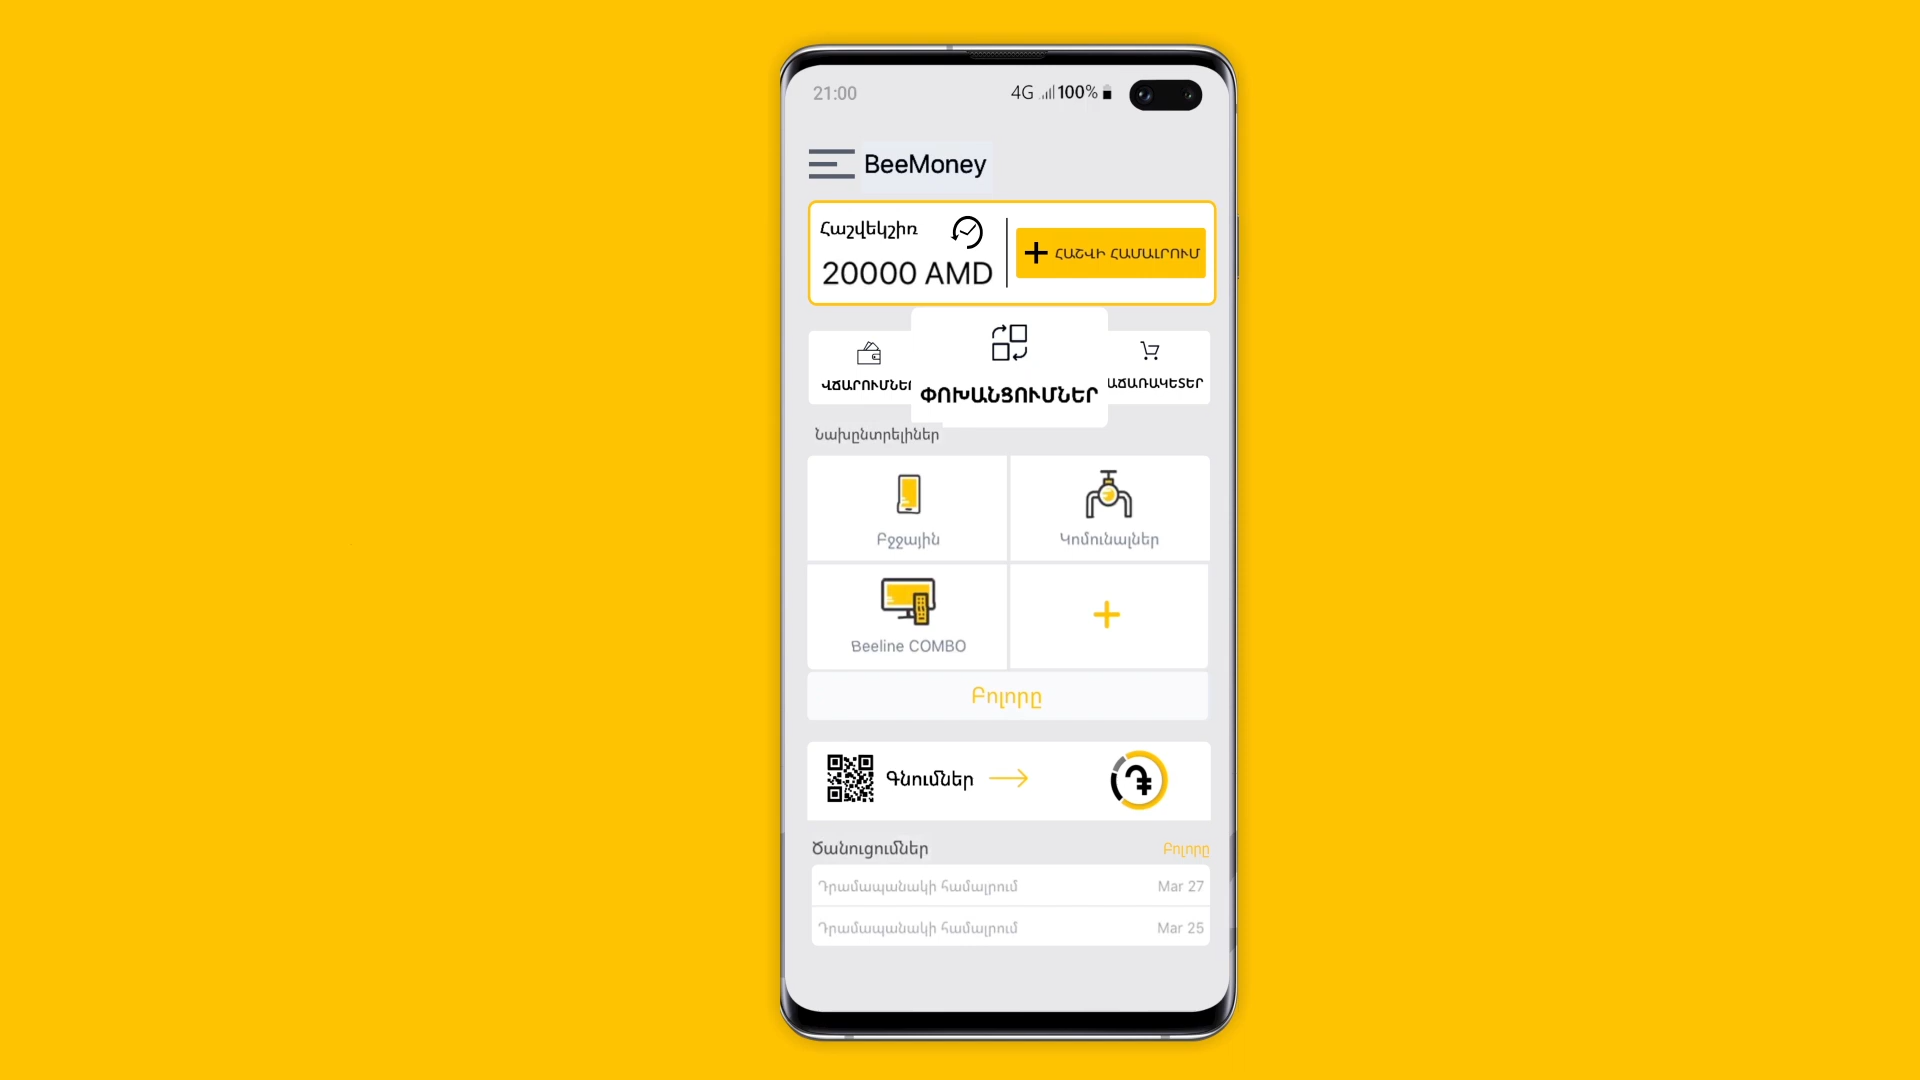 21:00
4G 100%
BeeMoney
Հաշվեկշիռ
20000 AMD
ՀԱՇՎԻ ՀԱՄԱԼՐՈՒՄ
ՎՃԱՐՈՒՄՆԵՐ
ՓՈԽԱՆՑՈՒՄՆԵՐ
ԱՃԱՌԱԿԵՏԵՐ
Նախընտրելիներ
Բջջային
Կոմունալներ
Beeline COMBO
Բոլորը
Գնումներ
Ծանուցումներ
Բոլորը
Դրամապանակի համալրում
Mar 27
Դրամապանակի համալրում
Mar 25